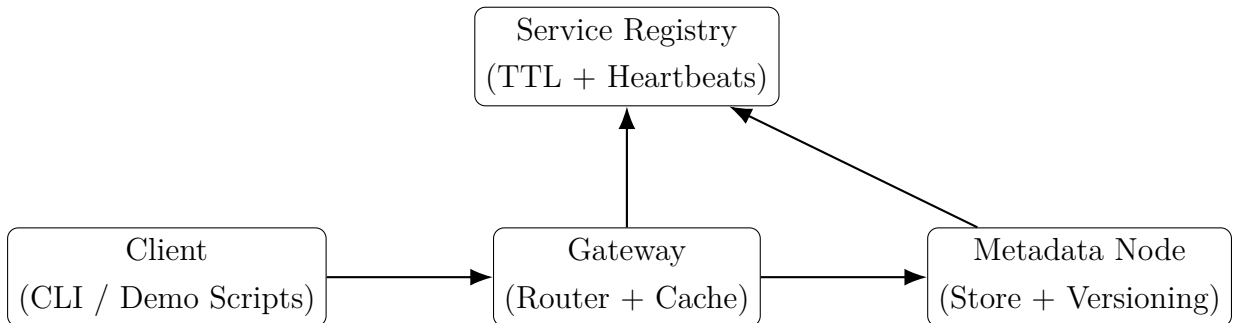 Service Registry
(TTL + Heartbeats)
Client
(CLI / Demo Scripts)
Gateway
(Router + Cache)
Metadata Node
(Store + Versioning)